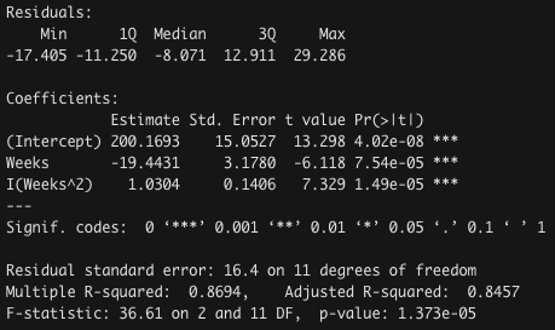 Residuals:
    Min      1Q  Median      3Q     Max
-17.405 -11.250  -8.071  12.911  29.286
Coefficients:
            Estimate Std. Error t value Pr(>|t|)
(Intercept) 200.1693    15.0527  13.298 4.02e-08 ***
Weeks       -19.4431     3.1780  -6.118 7.54e-05 ***
I(Weeks^2)    1.0304     0.1406   7.329 1.49e-05 ***
---
Signif. codes:  0 ‘***’ 0.001 ‘**’ 0.01 ‘*’ 0.05 ‘.’ 0.1 ‘ ’ 1
Residual standard error: 16.4 on 11 degrees of freedom
Multiple R-squared:  0.8694,    Adjusted R-squared:  0.8457
F-statistic: 36.61 on 2 and 11 DF,  p-value: 1.373e-05